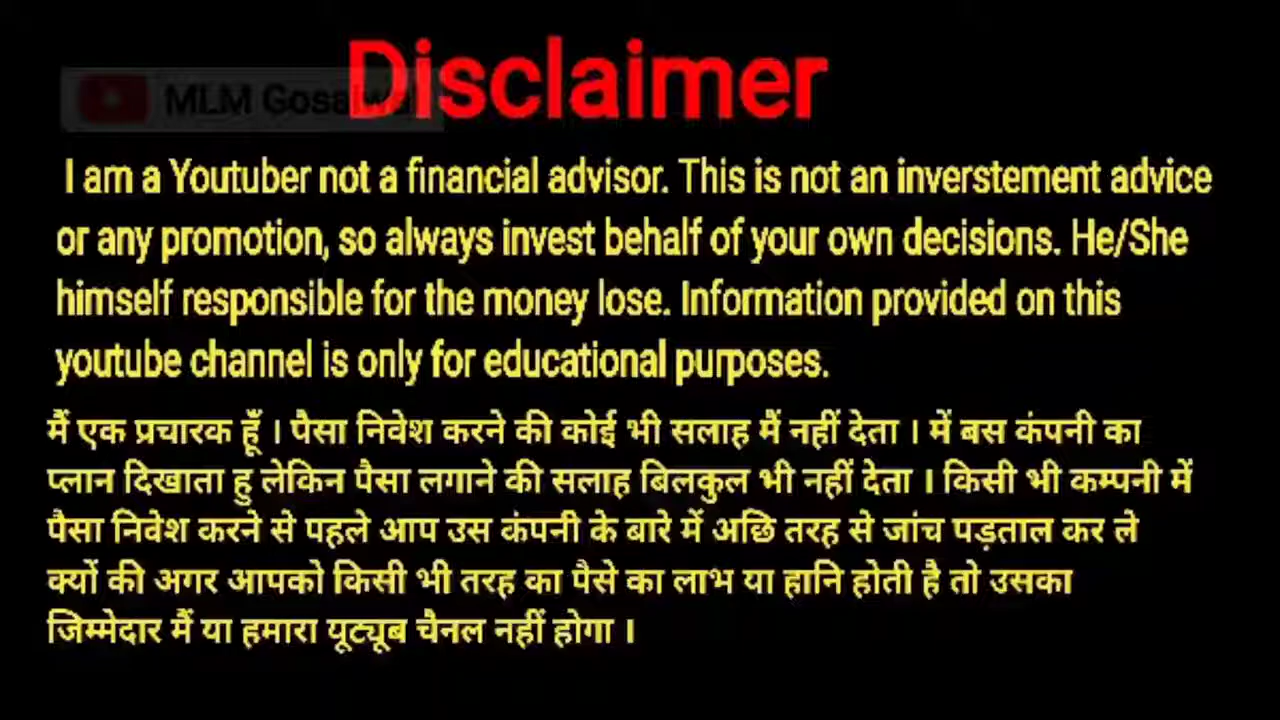 Disclaimer
MLM
I am a Youtuber not a financial advisor. This is not an inverstement advice
or any promotion, so always invest behalf of your own decisions. He/She
himself responsible for the money lose. Information provided on this
youtube channel is only for educational purposes.
मैं एक प्रचारक हूँ । पैसा निवेश करने की कोई भी सलाह मैं नहीं देता । में बस कंपनी का
प्लान दिखाता हु लेकिन पैसा लगाने की सलाह बिलकुल भी नहीं देता । किसी भी कम्पनी में
पैसा निवेश करने से पहले आप उस कंपनी के बारे में अछि तरह से जांच पड़ताल कर ले
क्यों की अगर आपको किसी भी तरह का पैसे का लाभ या हानि होती है तो उसका
जिम्मेदार मैं या हमारा यूट्यूब चैनल नहीं होगा ।